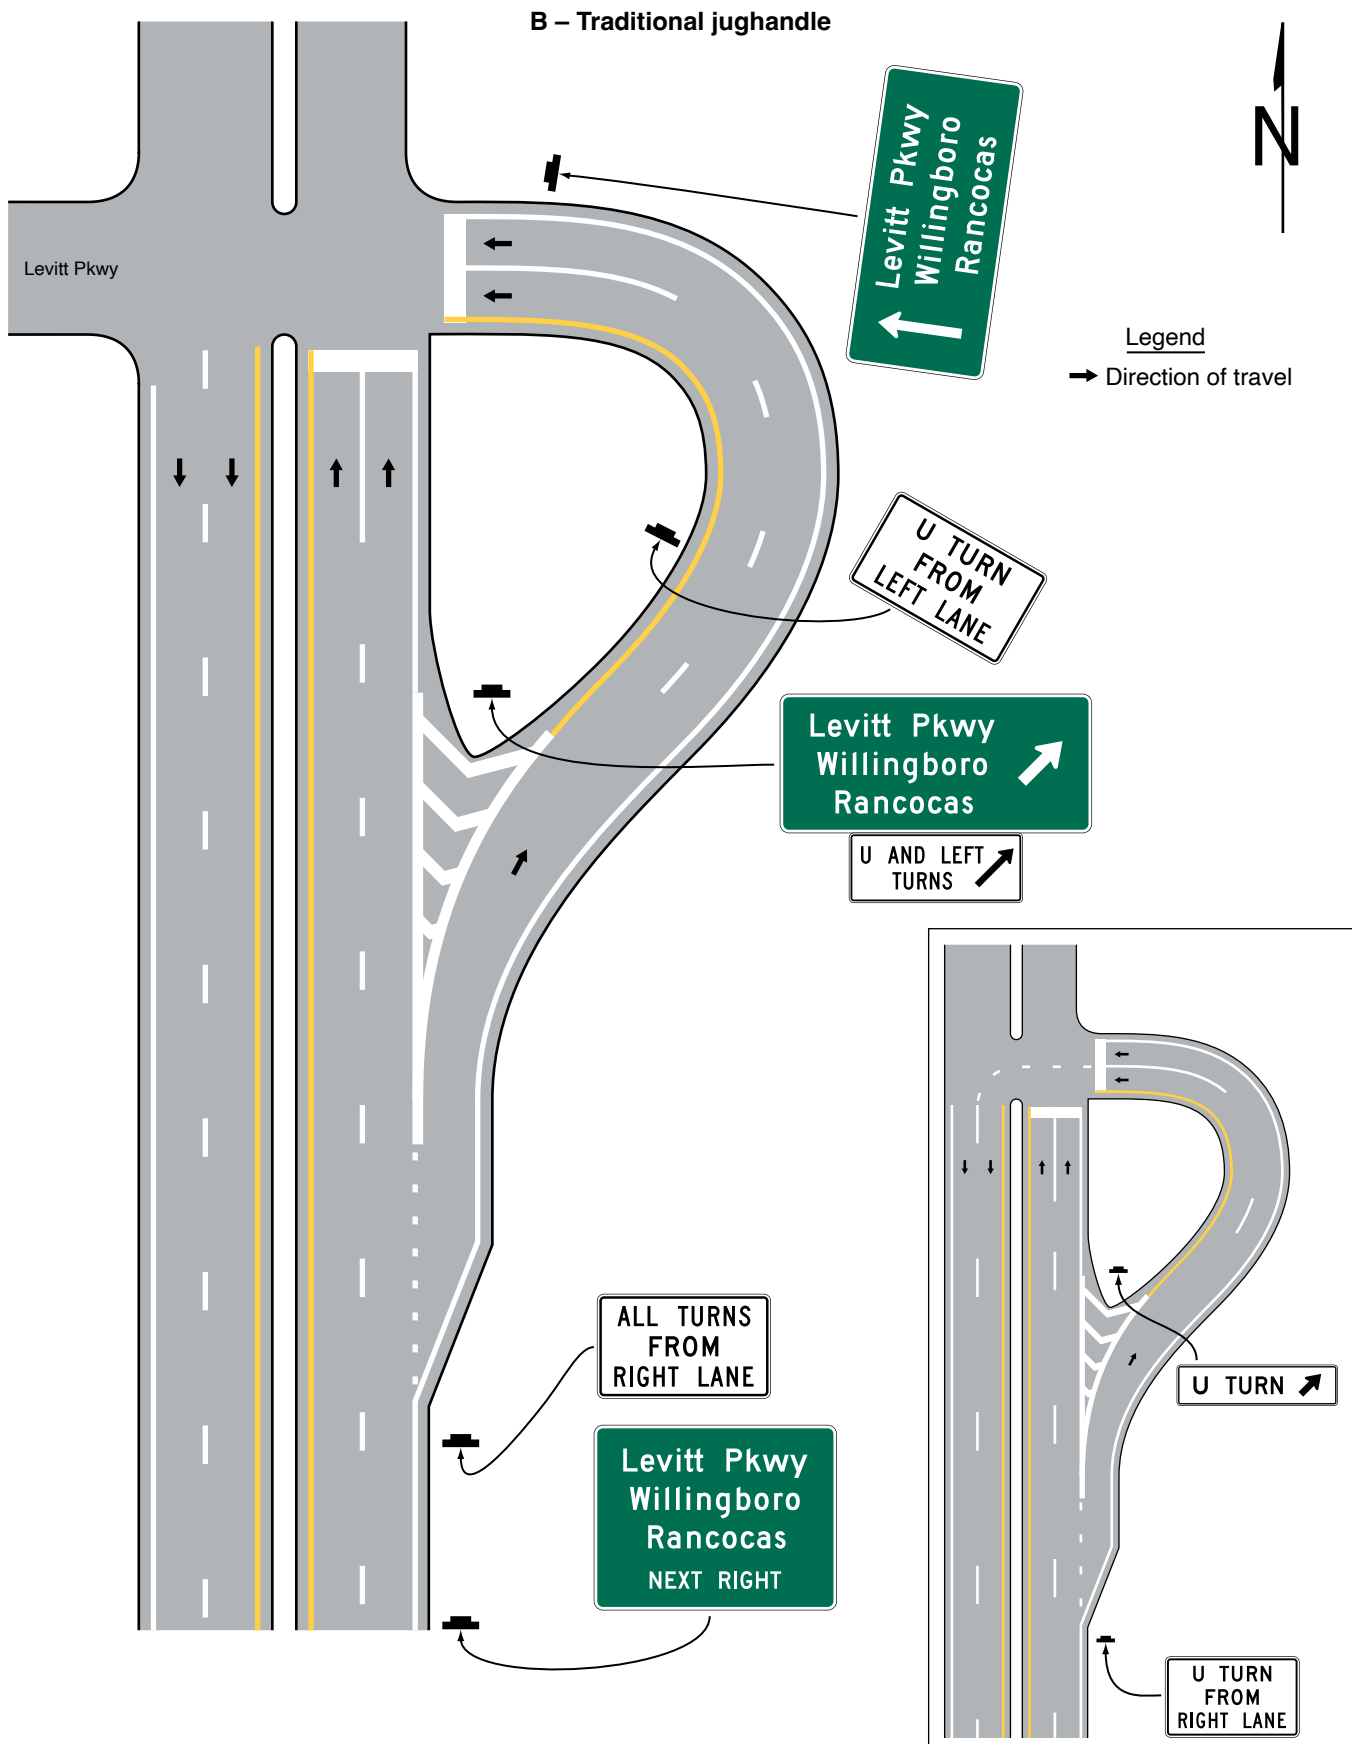 B – Traditional jughandle
N
Levitt Pkwy
Willingboro
Rancocas
Levitt Pkwy
Legend
Direction of travel
U TURN
FROM
LEFT LANE
Levitt Pkwy
Willingboro
Rancocas
U AND LEFT
TURNS
ALL TURNS
FROM
RIGHT LANE
Levitt Pkwy
Willingboro
Rancocas
NEXT RIGHT
U TURN
U TURN
FROM
RIGHT LANE